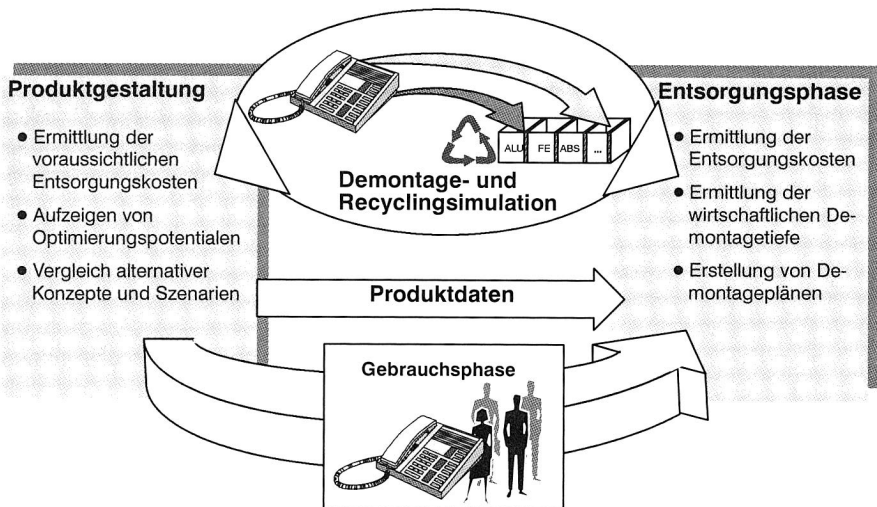 Produktgestaltung
• Ermittlung der
voraussichtlichen
Entsorgungskosten
• Aufzeigen von
Optimierungspotentialen
• Vergleich alternativer
Konzepte und Szenarien
ALU FE ABS ...
Demontage- und
Recyclingsimulation
Produktdaten
Gebrauchsphase
Entsorgungsphase
• Ermittlung der
Entsorgungskosten
• Ermittlung der
wirtschaftlichen De-
montagetiefe
• Erstellung von De-
montageplänen